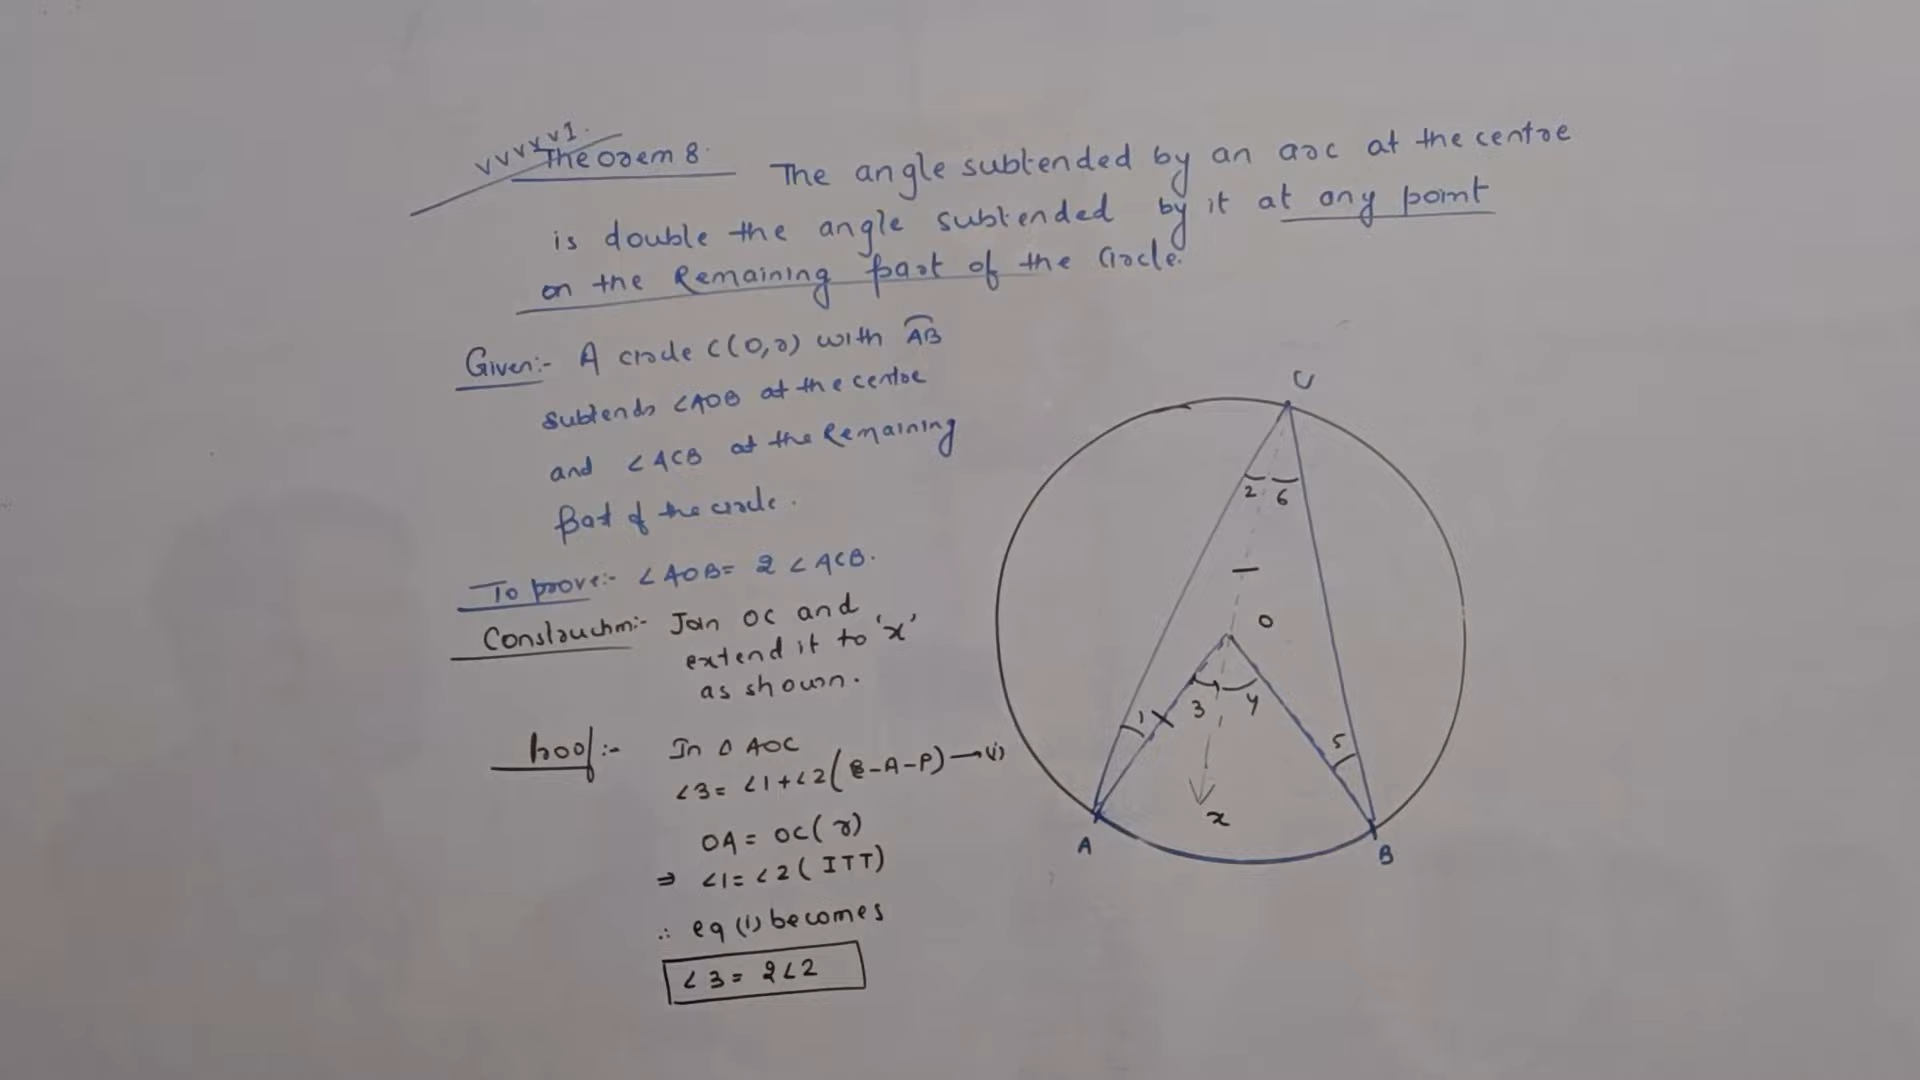 VVVVVI.
Theorem 8. The angle subtended by an arc at the centre
is double the angle subtended by it at any point
on the Remaining part of the Circle.
Given:- A circle C(O,r) with AB
subtends ∠AOB at the centre
and ∠ACB at the Remaining
Part of the circle.
To prove:- ∠AOB = 2 ∠ACB.
Construction:- Join OC and
extend it to 'x'
as shown.
Proof:- In Δ AOC
∠3 = ∠1+∠2 (E-A-P) → (i)
OA = OC (r)
⇒ ∠1 = ∠2 (ITT)
∴ eq (i) becomes
∠3 = 2∠2
C
2 6
O
3 4
1
5
x
A
B